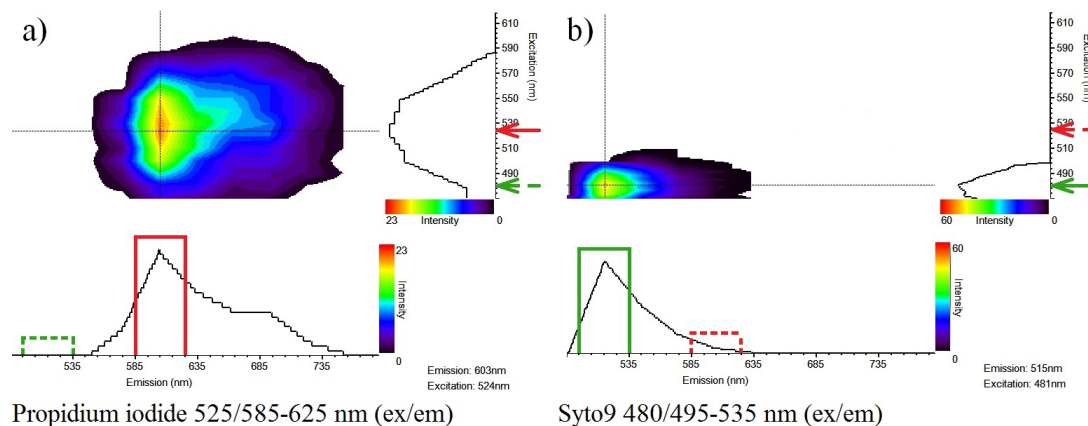 a)
610
590
570
550
530
490
Excitation (nm)
23
Intensity
0
23
Intensity
0
535
585
635
685
735
Emission (nm)
Emission: 603nm
Excitation: 524nm
Propidium iodide 525/585-625 nm (ex/em)
b)
610
590
570
550
530
490
Excitation (nm)
60
Intensity
0
60
Intensity
0
535
585
635
685
735
Emission (nm)
Emission: 515nm
Excitation: 481nm
Syto9 480/495-535 nm (ex/em)